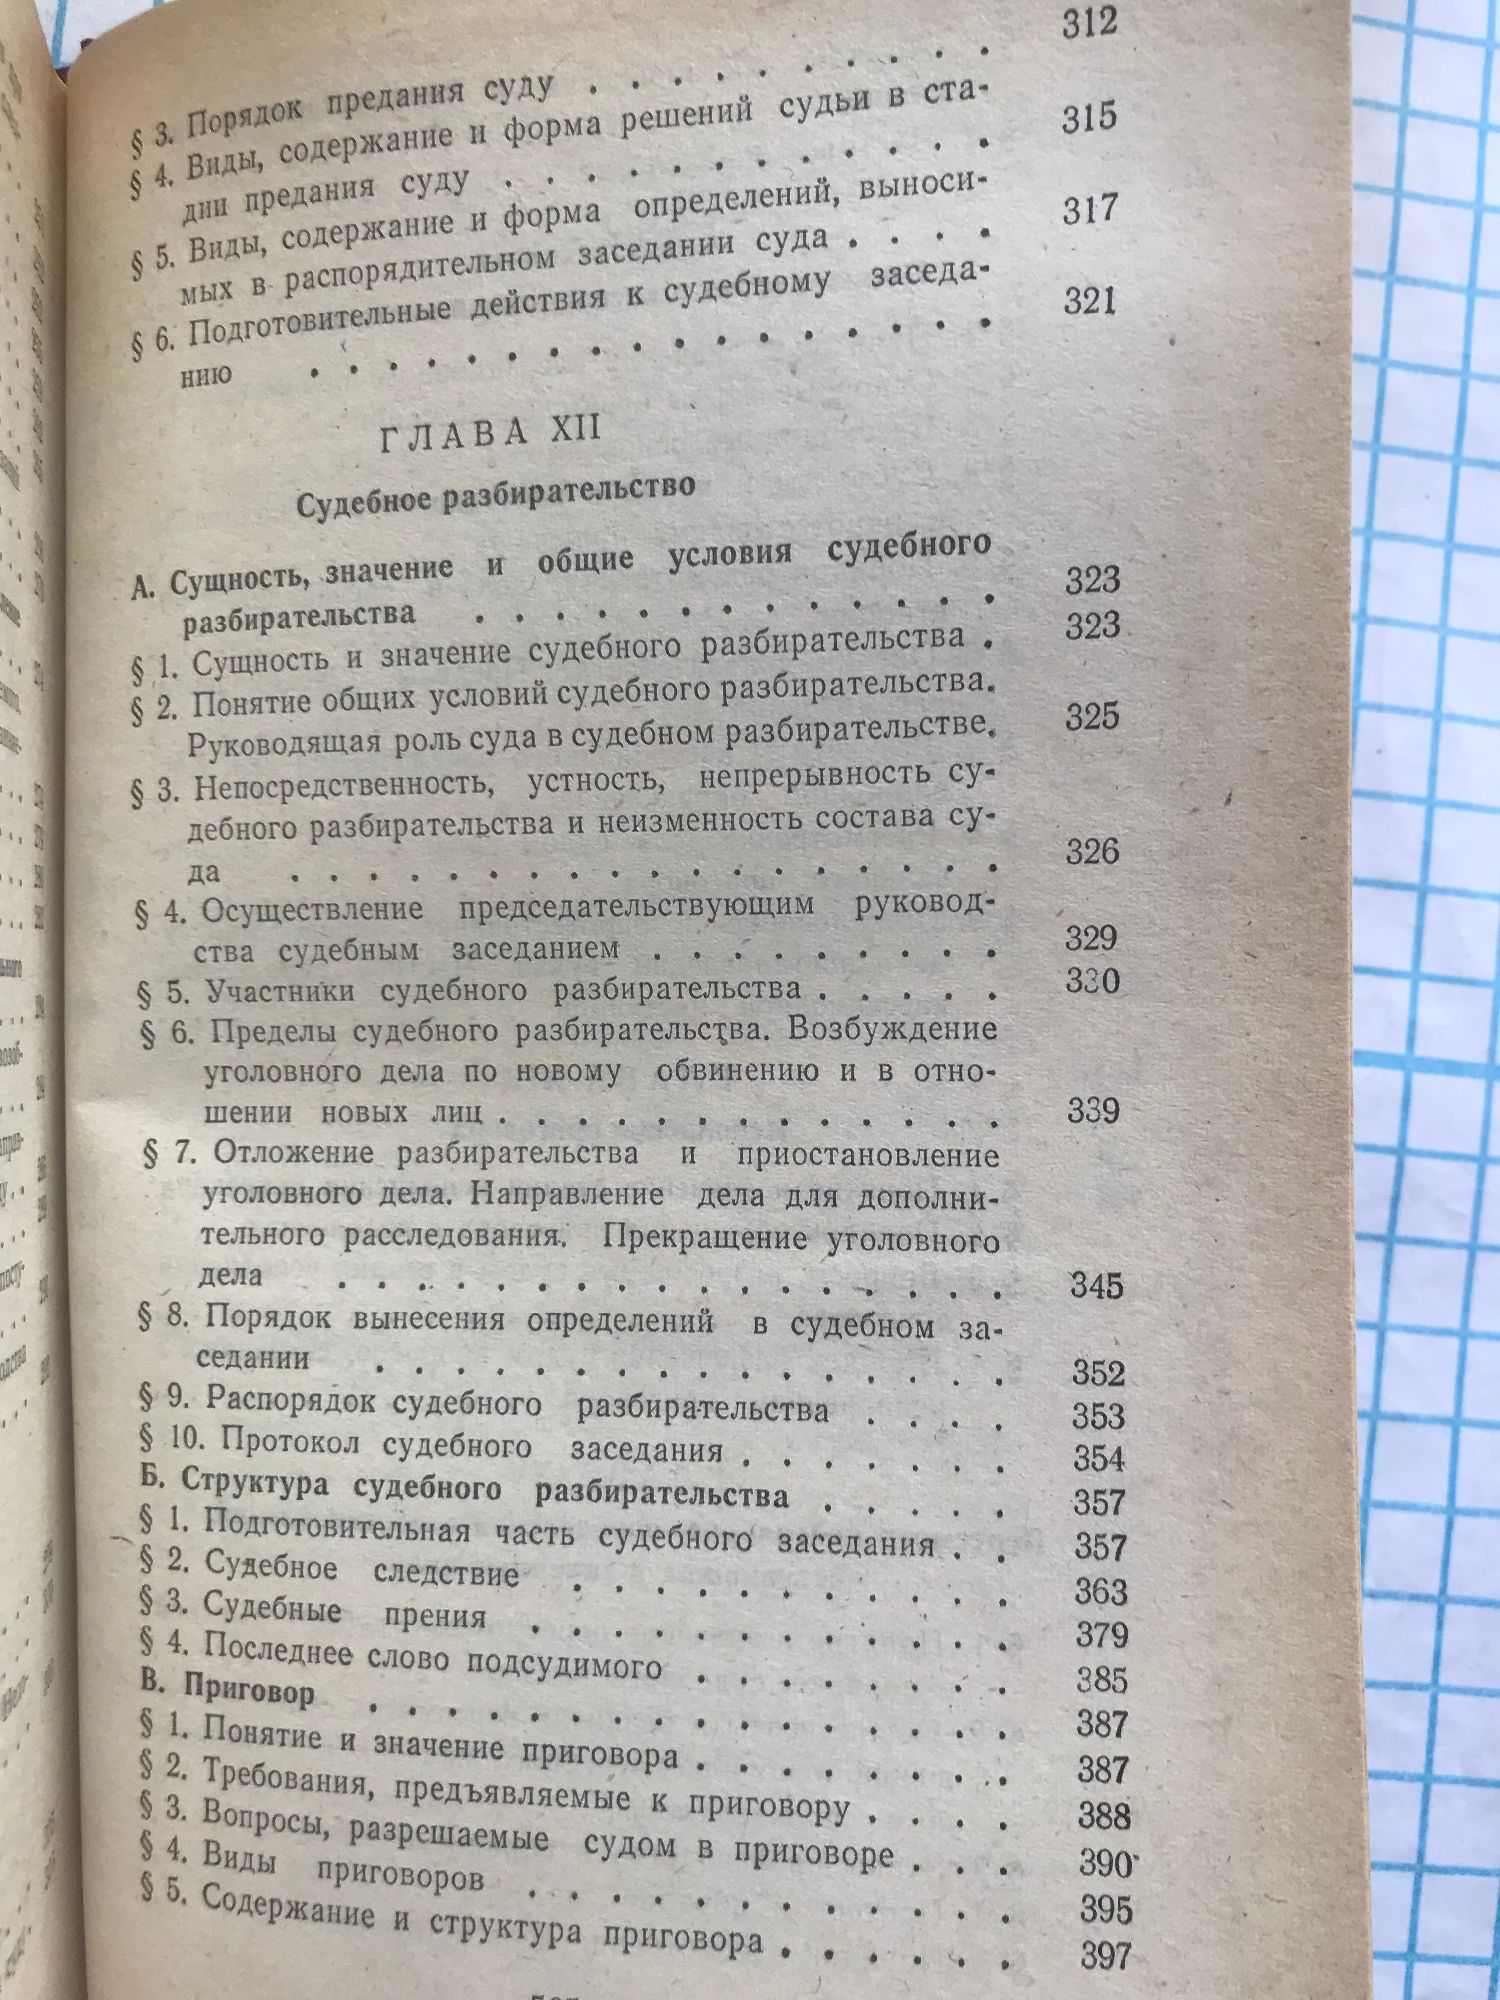 § 3. Порядок предания суду . . . . . . . . . . 312
§ 4. Виды, содержание и форма решений судьи в ста-
дии предания суду . . . . . . . . . . . . 315
§ 5. Виды, содержание и форма определений, выноси-
мых в распорядительном заседании суда . . . . 317
§ 6. Подготовительные действия к судебному заседа-
нию . . . . . . . . . . . . . . . . . . 321
ГЛАВА XII
Судебное разбирательство
А. Сущность, значение и общие условия судебного
разбирательства . . . . . . . . . . . . . . 323
§ 1. Сущность и значение судебного разбирательства . 323
§ 2. Понятие общих условий судебного разбирательства.
Руководящая роль суда в судебном разбирательстве. 325
§ 3. Непосредственность, устность, непрерывность су-
дебного разбирательства и неизменность состава су-
да . . . . . . . . . . . . . . . . . . 326
§ 4. Осуществление председательствующим руковод-
ства судебным заседанием . . . . . . . . . 329
§ 5. Участники судебного разбирательства . . . . . 330
§ 6. Пределы судебного разбирательства. Возбуждение
уголовного дела по новому обвинению и в отно-
шении новых лиц . . . . . . . . . . . . . 339
§ 7. Отложение разбирательства и приостановление
уголовного дела. Направление дела для дополни-
тельного расследования. Прекращение уголовного
дела . . . . . . . . . . . . . . . . . 345
§ 8. Порядок вынесения определений в судебном за-
седании . . . . . . . . . . . . . . . . 352
§ 9. Распорядок судебного разбирательства . . . . 353
§ 10. Протокол судебного заседания . . . . . . . 354
Б. Структура судебного разбирательства . . . . . 357
§ 1. Подготовительная часть судебного заседания . . 357
§ 2. Судебное следствие . . . . . . . . . . . 363
§ 3. Судебные прения . . . . . . . . . . . . 379
§ 4. Последнее слово подсудимого . . . . . . . . 385
В. Приговор . . . . . . . . . . . . . . . . 387
§ 1. Понятие и значение приговора . . . . . . . . 387
§ 2. Требования, предъявляемые к приговору . . . . 388
§ 3. Вопросы, разрешаемые судом в приговоре . . . 390
§ 4. Виды приговоров . . . . . . . . . . . . 395
§ 5. Содержание и структура приговора . . . . . . 397